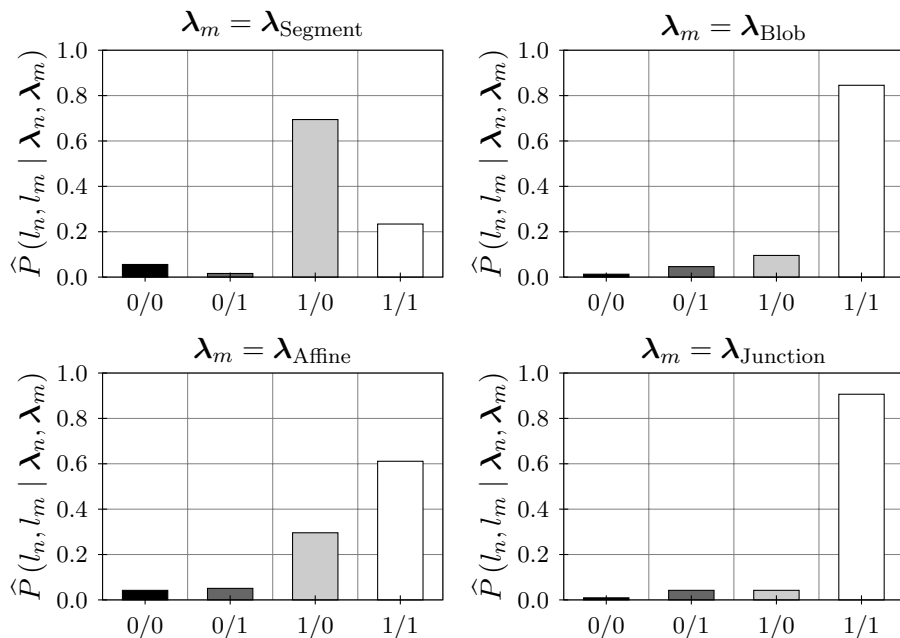 λₘ = λ_Segment
P̂ (lₙ, lₘ | λₙ, λₘ)
1.0
0.8
0.6
0.4
0.2
0.0
0/0 0/1 1/0 1/1
λₘ = λ_Blob
P̂ (lₙ, lₘ | λₙ, λₘ)
1.0
0.8
0.6
0.4
0.2
0.0
0/0 0/1 1/0 1/1
λₘ = λ_Affine
P̂ (lₙ, lₘ | λₙ, λₘ)
1.0
0.8
0.6
0.4
0.2
0.0
0/0 0/1 1/0 1/1
λₘ = λ_Junction
P̂ (lₙ, lₘ | λₙ, λₘ)
1.0
0.8
0.6
0.4
0.2
0.0
0/0 0/1 1/0 1/1